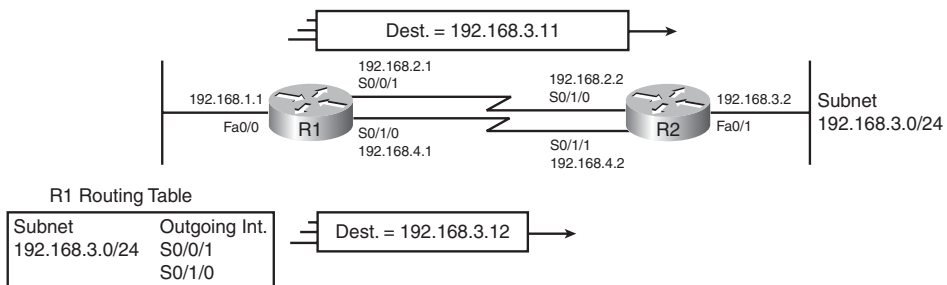 Dest. = 192.168.3.11
192.168.2.1
S0/0/1
192.168.2.2
S0/1/0
192.168.1.1
Fa0/0
R1
R2
192.168.3.2
Fa0/1
Subnet
192.168.3.0/24
S0/1/0
192.168.4.1
S0/1/1
192.168.4.2
R1 Routing Table
Subnet Outgoing Int.
192.168.3.0/24 S0/0/1
S0/1/0
Dest. = 192.168.3.12